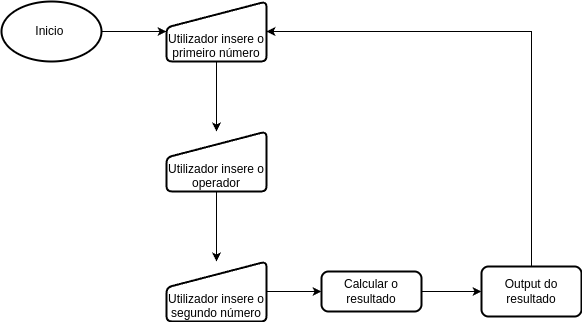 Inicio
Utilizador insere o
primeiro número
Utilizador insere o
operador
Utilizador insere o
segundo número
Calcular o
resultado
Output do
resultado